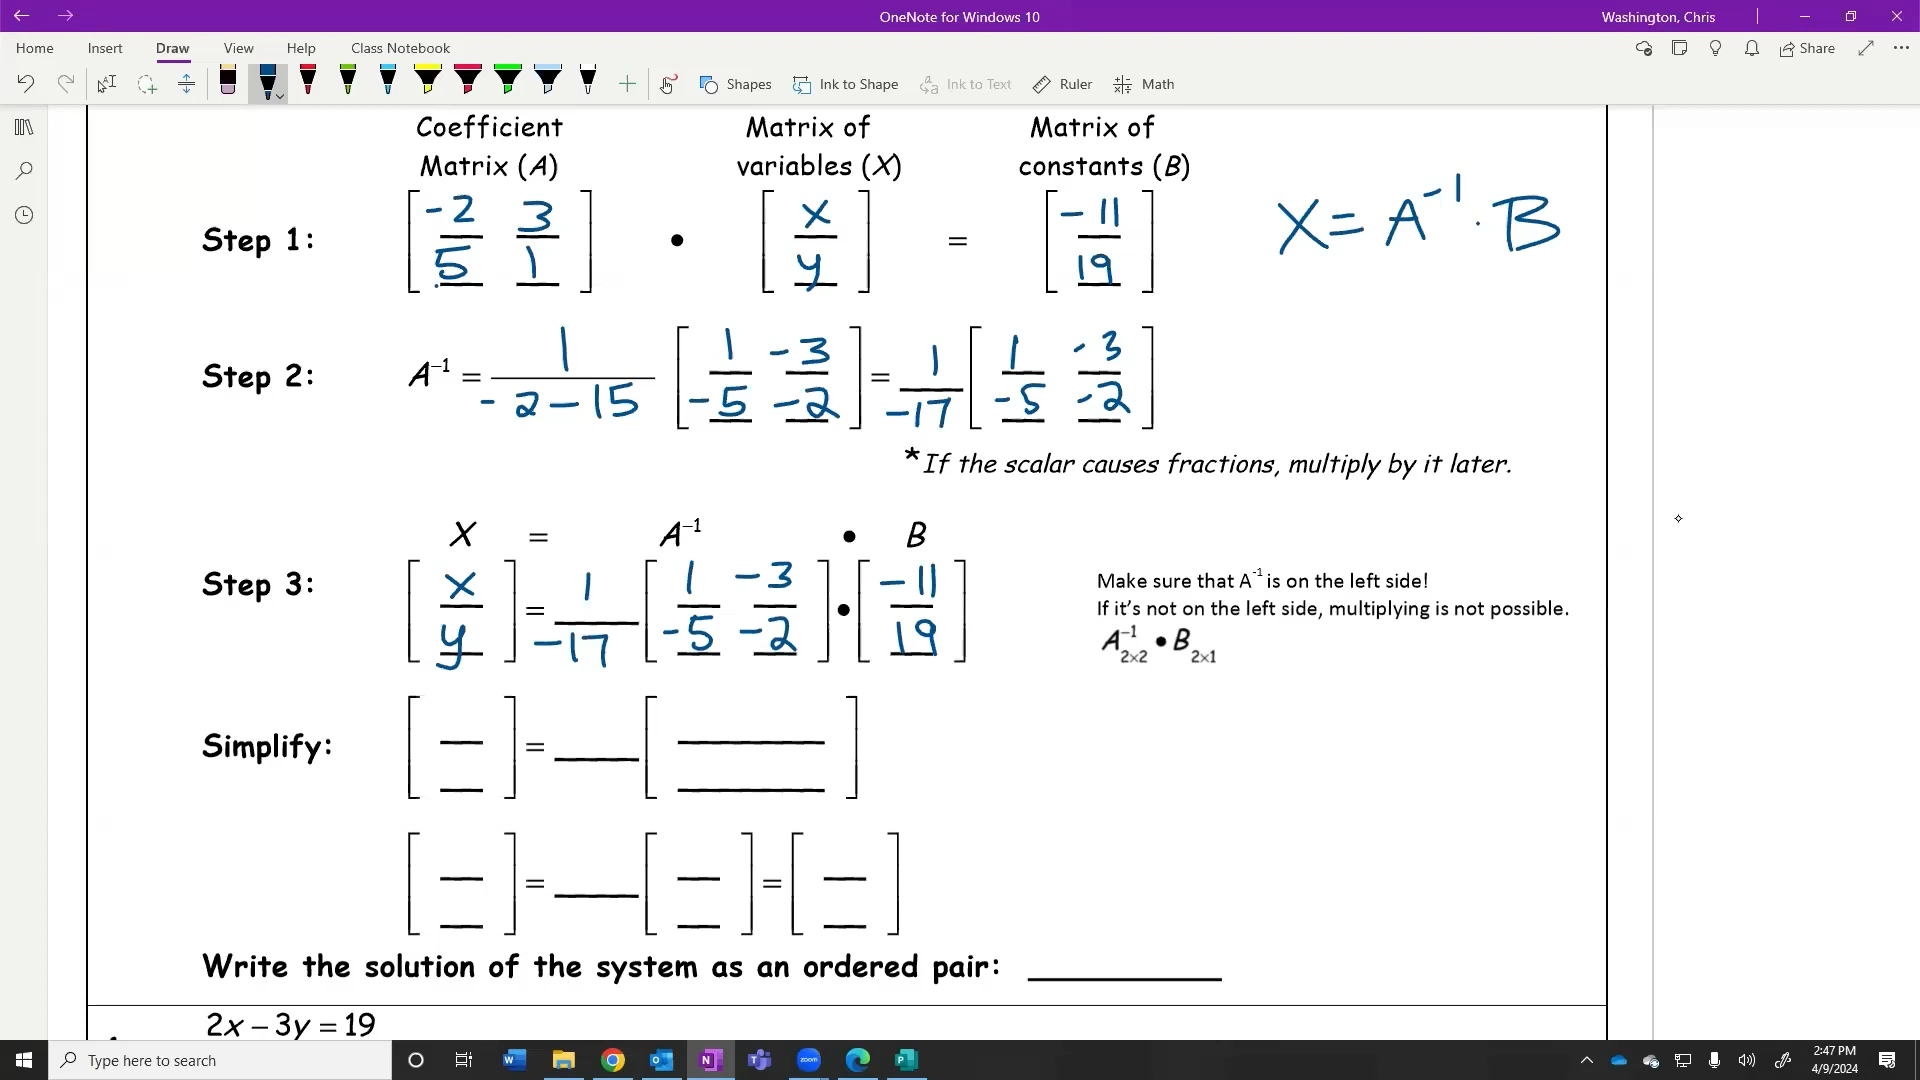 OneNote for Windows 10
Washington, Chris
Home Insert Draw View Help Class Notebook
Share
Shapes Ink to Shape Ink to Text Ruler Math
Coefficient Matrix of Matrix of
Matrix (A) variables (X) constants (B)
Step 1: [-2 3 5 1] • [x y] = [-11 19] X = A⁻¹ · B
Step 2: A⁻¹ = 1/(-2-15) [1 -3 -5 -2] = 1/-17 [1 -3 -5 -2]
*If the scalar causes fractions, multiply by it later.
X = A⁻¹ • B
Step 3: [x y] = 1/-17 [1 -3 -5 -2] • [-11 19]
Make sure that A⁻¹ is on the left side!
If it's not on the left side, multiplying is not possible.
A⁻¹ 2×2 • B 2×1
Simplify: [ ] = [ ]
[ ] = [ ] = [ ]
Write the solution of the system as an ordered pair:
2x – 3y = 19
Type here to search
zoom
2:47 PM
4/9/2024